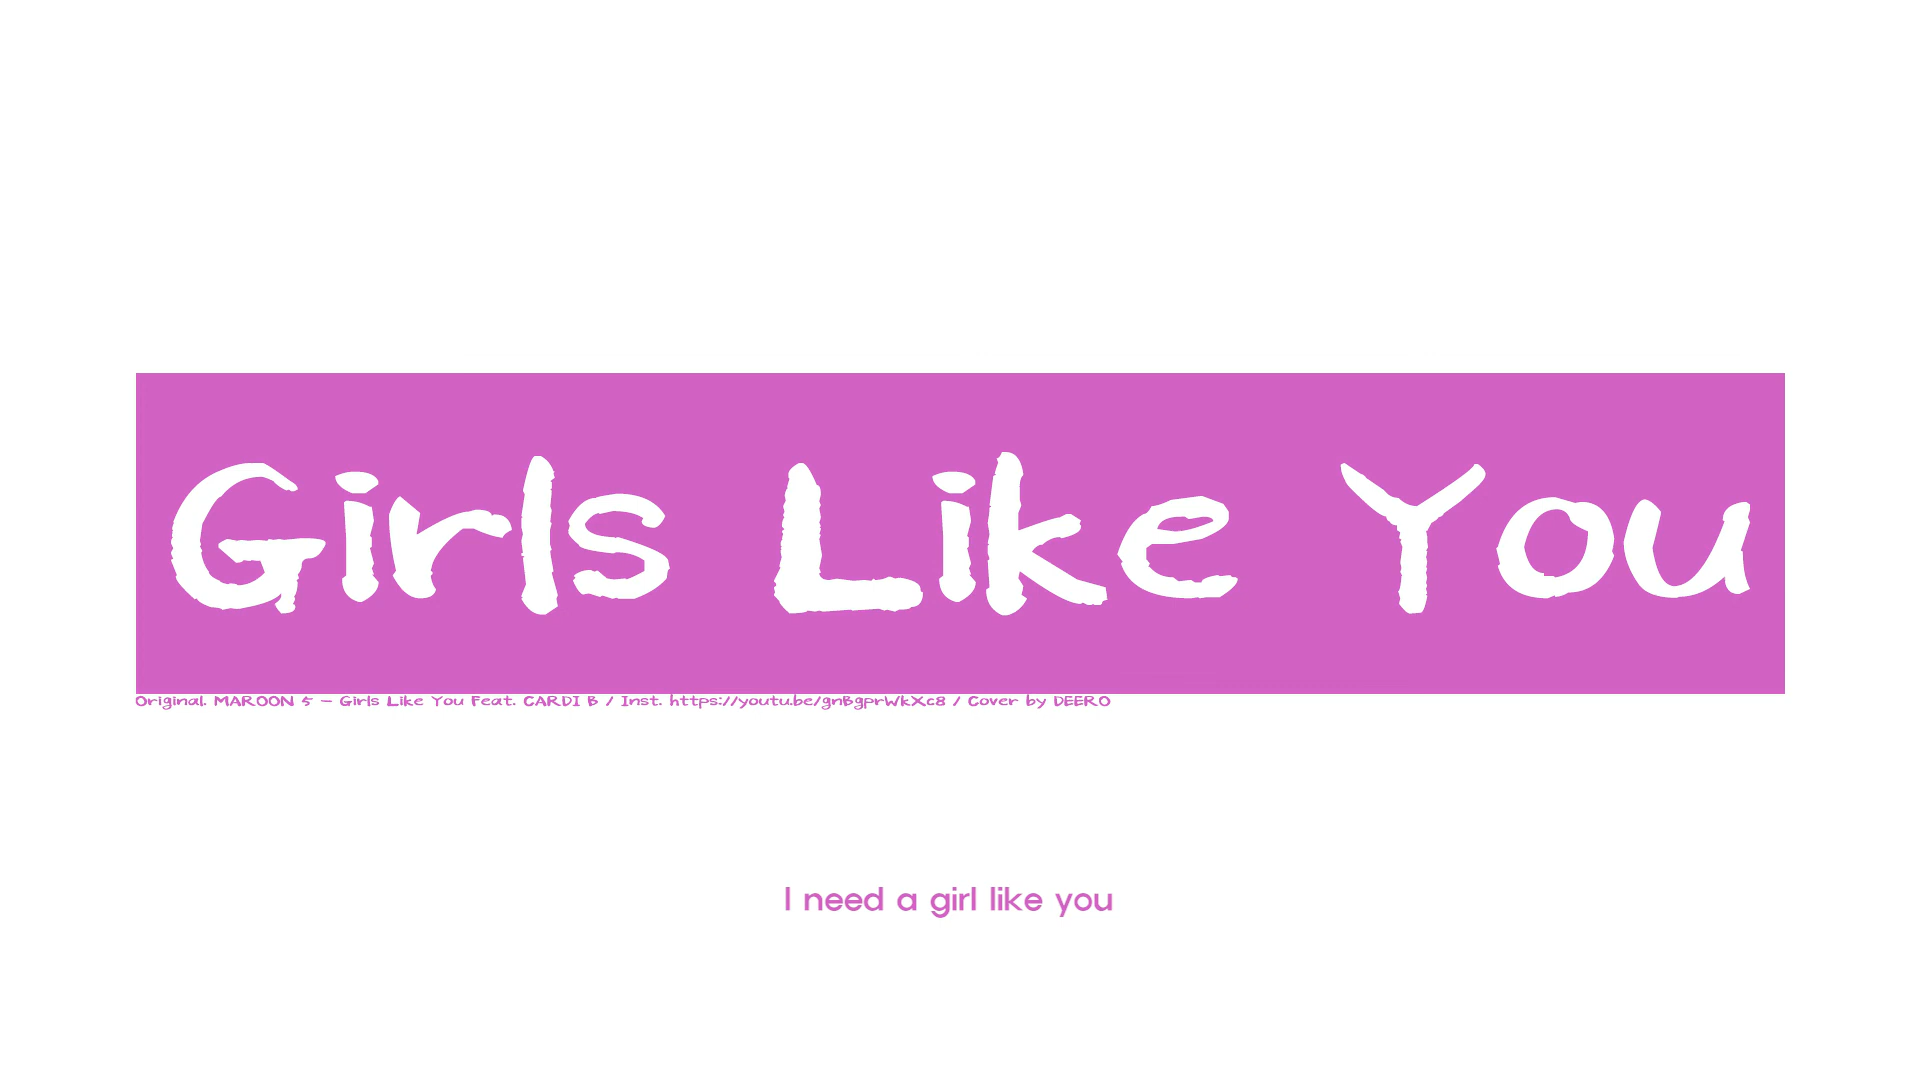 Girls Like You
Original. MAROON 5 - Girls Like You Feat. CARDI B / Inst. https://youtu.be/gnBgprWkXc8 / Cover by DEERO
I need a girl like you